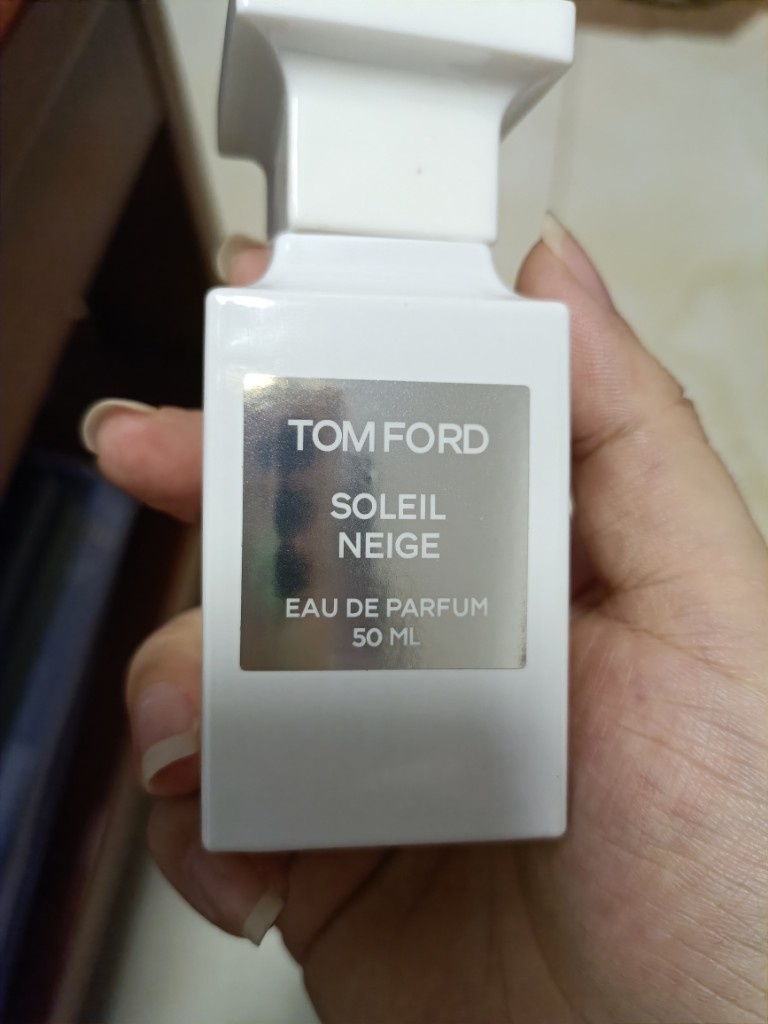 TOM FORD
SOLEIL
NEIGE
EAU DE PARFUM
50 ML